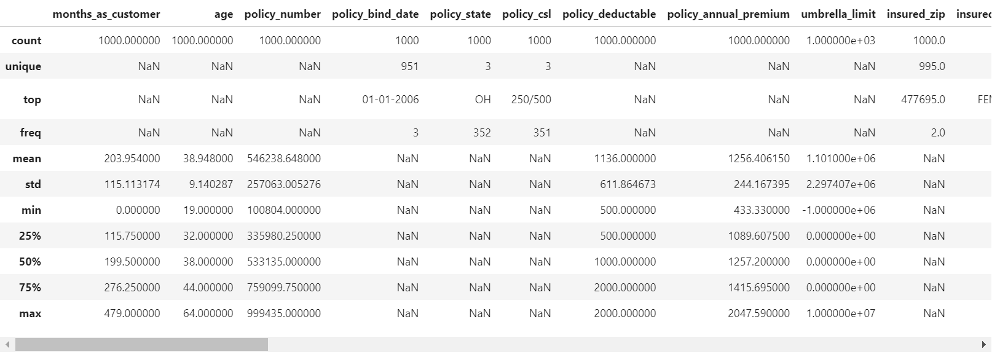 months_as_customer age policy_number policy_bind_date policy_state policy_csl policy_deductable policy_annual_premium umbrella_limit insured_zip insured
count 1000.000000 1000.000000 1000.000000 1000 1000 1000 1000.000000 1000.000000 1.000000e+03 1000.0
unique NaN NaN NaN 951 3 3 NaN NaN NaN 995.0
top NaN NaN NaN 01-01-2006 OH 250/500 NaN NaN NaN 477695.0 FEM
freq NaN NaN NaN 3 352 351 NaN NaN NaN 2.0
mean 203.954000 38.948000 546238.648000 NaN NaN NaN 1136.000000 1256.406150 1.101000e+06 NaN
std 115.113174 9.140287 257063.005276 NaN NaN NaN 611.864673 244.167395 2.297407e+06 NaN
min 0.000000 19.000000 100804.000000 NaN NaN NaN 500.000000 433.330000 -1.000000e+06 NaN
25% 115.750000 32.000000 335980.250000 NaN NaN NaN 500.000000 1089.607500 0.000000e+00 NaN
50% 199.500000 38.000000 533135.000000 NaN NaN NaN 1000.000000 1257.200000 0.000000e+00 NaN
75% 276.250000 44.000000 759099.750000 NaN NaN NaN 2000.000000 1415.695000 0.000000e+00 NaN
max 479.000000 64.000000 999435.000000 NaN NaN NaN 2000.000000 2047.590000 1.000000e+07 NaN